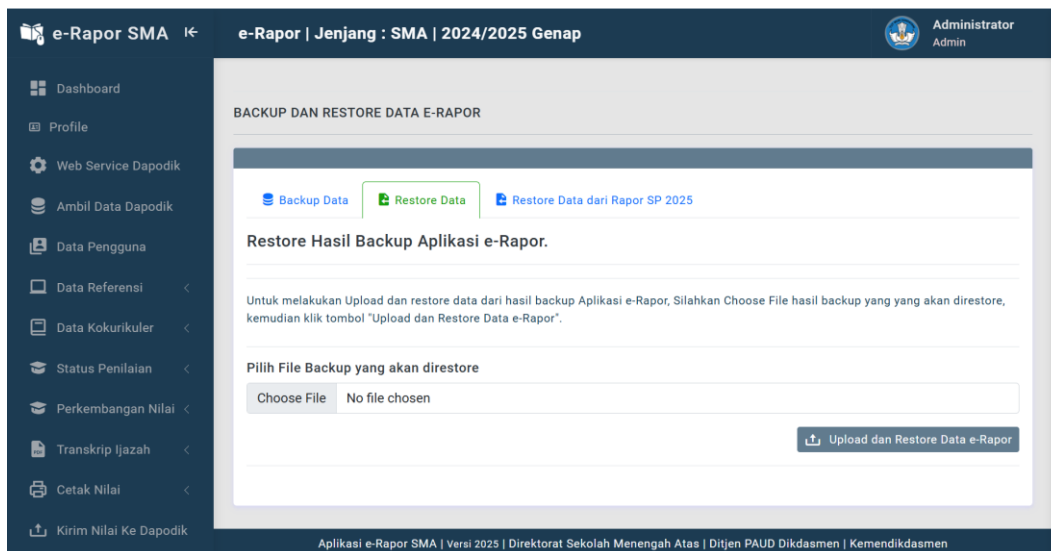 e-Rapor SMA
e-Rapor | Jenjang : SMA | 2024/2025 Genap
Administrator
Admin
Dashboard
Profile
Web Service Dapodik
Ambil Data Dapodik
Data Pengguna
Data Referensi
Data Kokurikuler
Status Penilaian
Perkembangan Nilai
Transkrip Ijazah
Cetak Nilai
Kirim Nilai Ke Dapodik
BACKUP DAN RESTORE DATA E-RAPOR
Backup Data
Restore Data
Restore Data dari Rapor SP 2025
Restore Hasil Backup Aplikasi e-Rapor.
Untuk melakukan Upload dan restore data dari hasil backup Aplikasi e-Rapor, Silahkan Choose File hasil backup yang yang akan direstore,
kemudian klik tombol "Upload dan Restore Data e-Rapor".
Pilih File Backup yang akan direstore
Choose File No file chosen
Upload dan Restore Data e-Rapor
Aplikasi e-Rapor SMA | Versi 2025 | Direktorat Sekolah Menengah Atas | Ditjen PAUD Dikdasmen | Kemendikdasmen